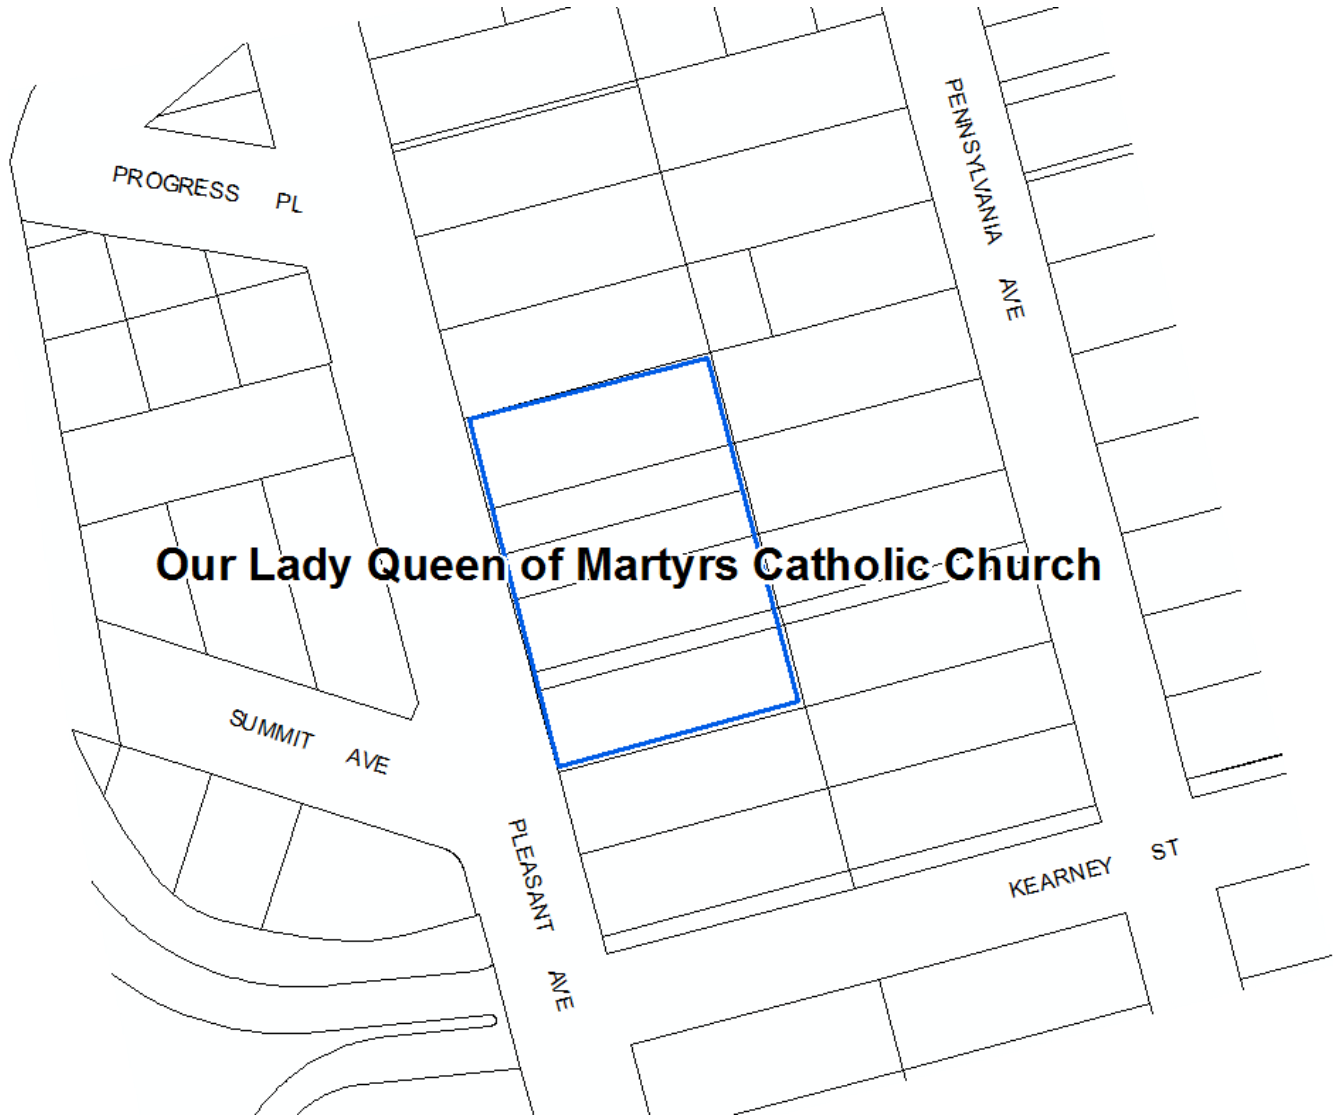 PENNSYLVANIA AVE
PROGRESS PL
Our Lady Queen of Martyrs Catholic Church
SUMMIT AVE
PLEASANT AVE
KEARNEY ST